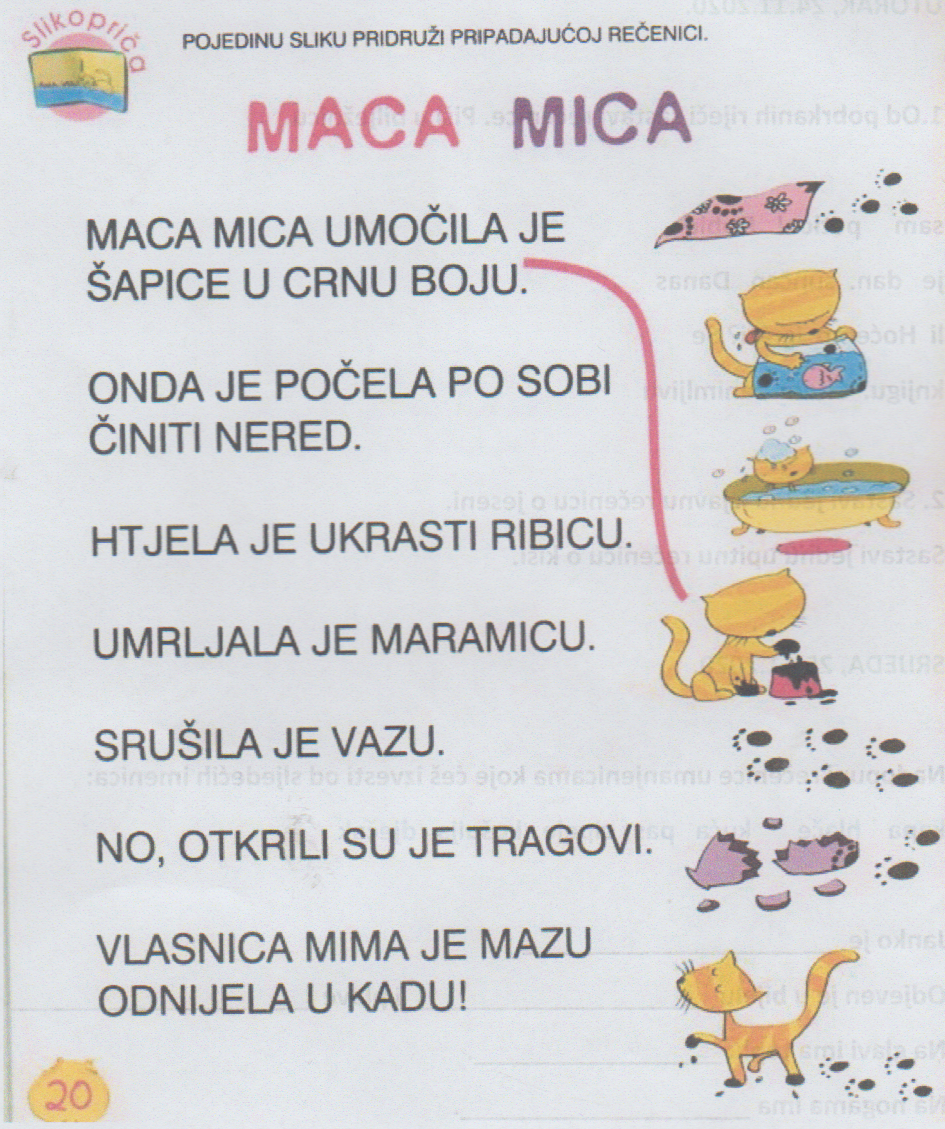 Slikopriča
POJEDINU SLIKU PRIDRUŽI PRIPADAJUĆOJ REČENICI.
MACA MICA
MACA MICA UMOČILA JE
ŠAPICE U CRNU BOJU.
ONDA JE POČELA PO SOBI
ČINITI NERED.
HTJELA JE UKRASTI RIBICU.
UMRLJALA JE MARAMICU.
SRUŠILA JE VAZU.
NO, OTKRILI SU JE TRAGOVI.
VLASNICA MIMA JE MAZU
ODNIJELA U KADU!
20